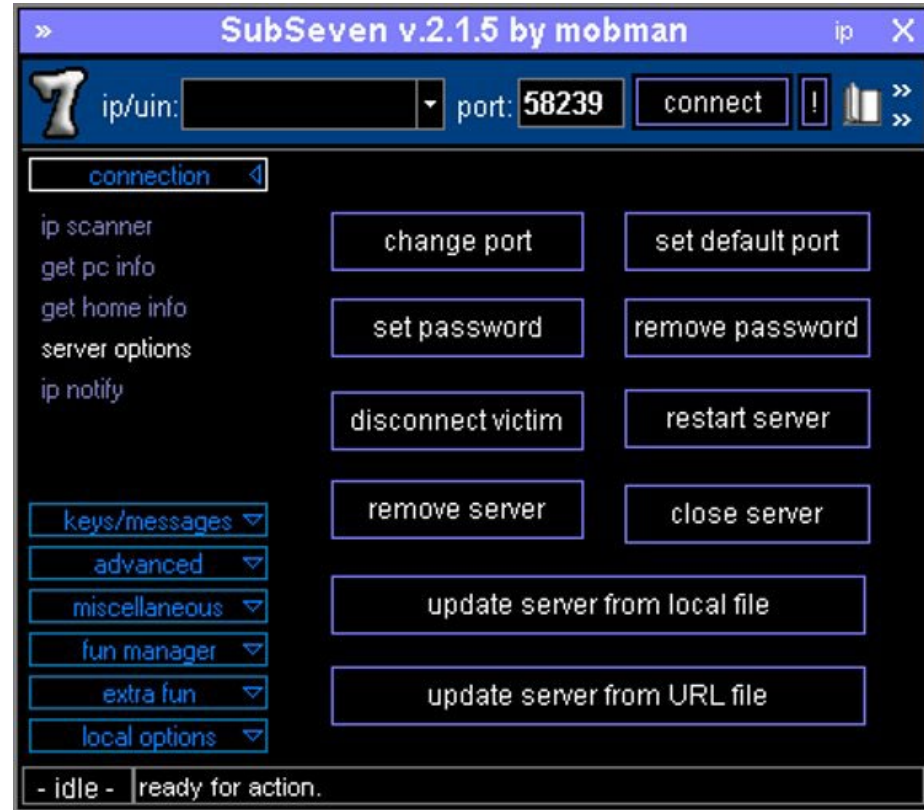 » SubSeven v.2.1.5 by mobman ip X
7 ip/uin: port: 58239 connect ! »
»
connection
ip scanner
get pc info
get home info
server options
ip notify
keys/messages
advanced
miscellaneous
fun manager
extra fun
local options
change port set default port
set password remove password
disconnect victim restart server
remove server close server
update server from local file
update server from URL file
- idle - ready for action.